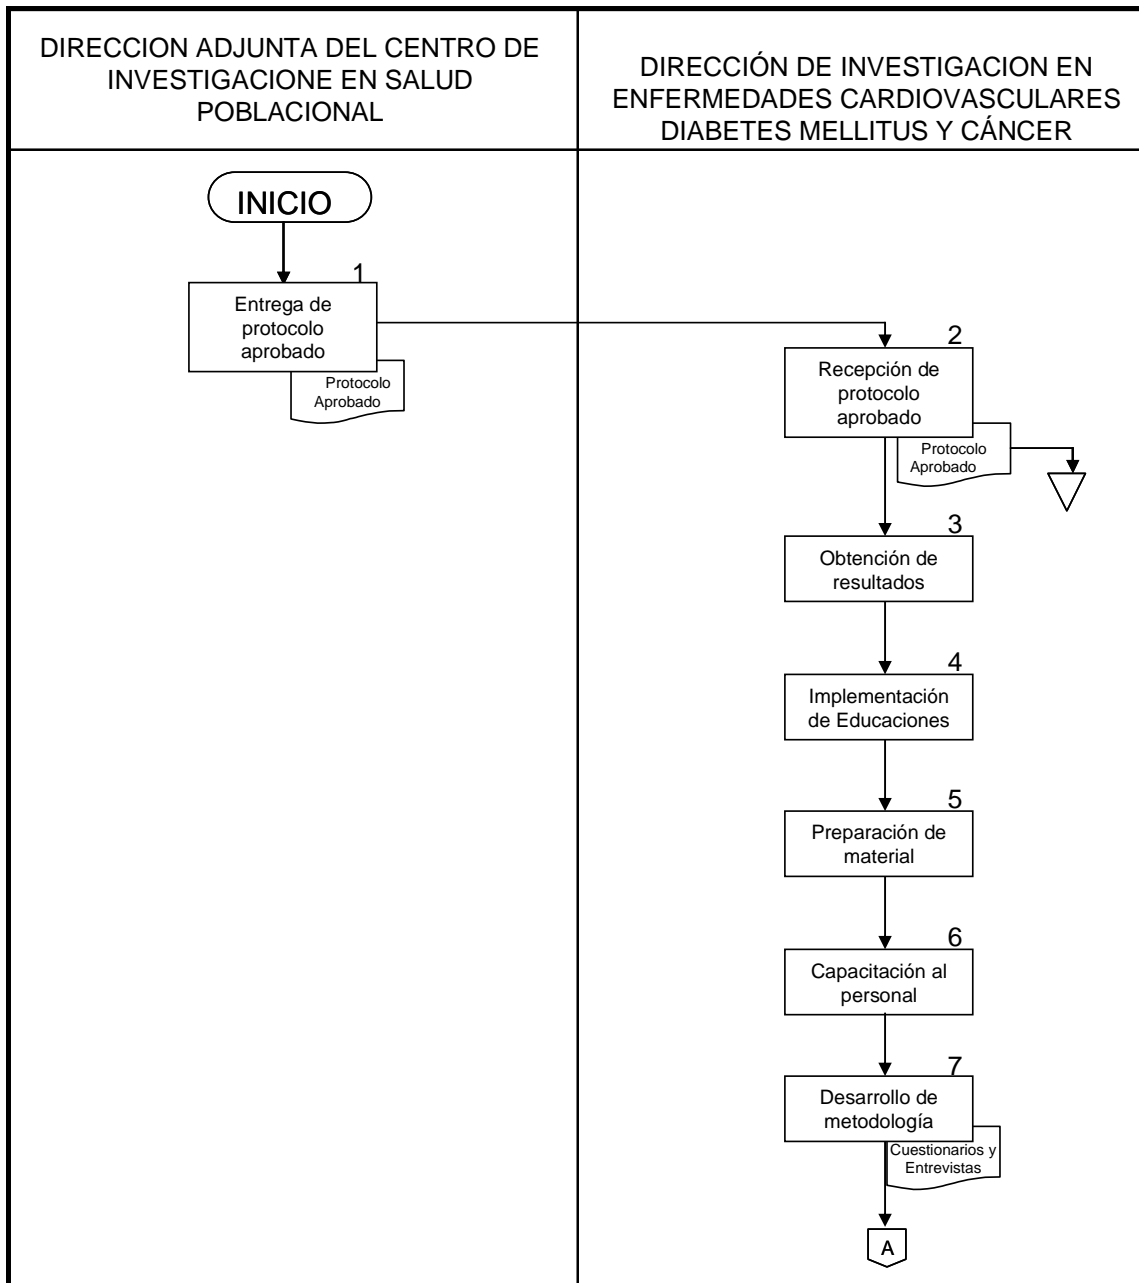 DIRECCION ADJUNTA DEL CENTRO DE
INVESTIGACIONE EN SALUD
POBLACIONAL
DIRECCIÓN DE INVESTIGACION EN
ENFERMEDADES CARDIOVASCULARES
DIABETES MELLITUS Y CÁNCER
INICIO
1
Entrega de
protocolo
aprobado
Protocolo
Aprobado
2
Recepción de
protocolo
aprobado
Protocolo
Aprobado
3
Obtención de
resultados
4
Implementación
de Educaciones
5
Preparación de
material
6
Capacitación al
personal
7
Desarrollo de
metodología
Cuestionarios y
Entrevistas
A